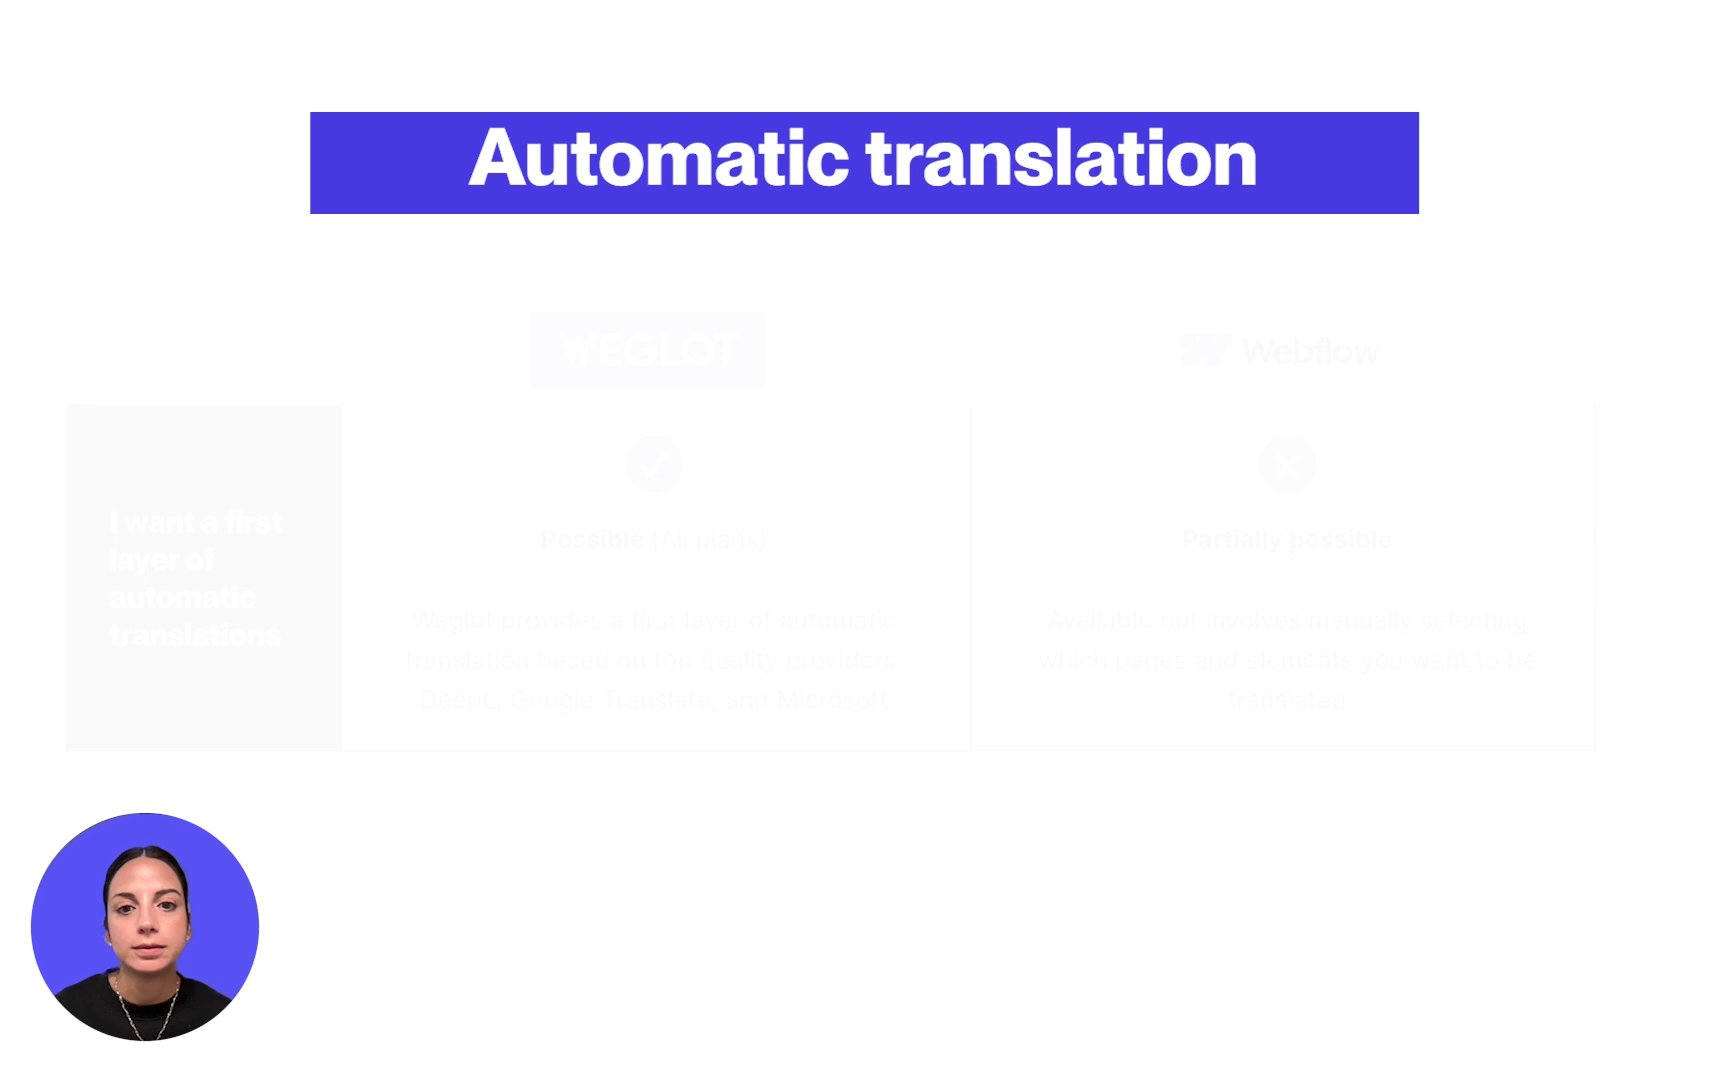 Automatic translation
WEGLOT
Webflow
I want a first
layer of
automatic
translations
Possible (All plans)
Weglot provides a first layer of automatic
translation based on top quality providers:
DeepL, Google Translate, and Microsoft
Partially possible
Available but involves manually selecting
which pages and elements you want to be
translated